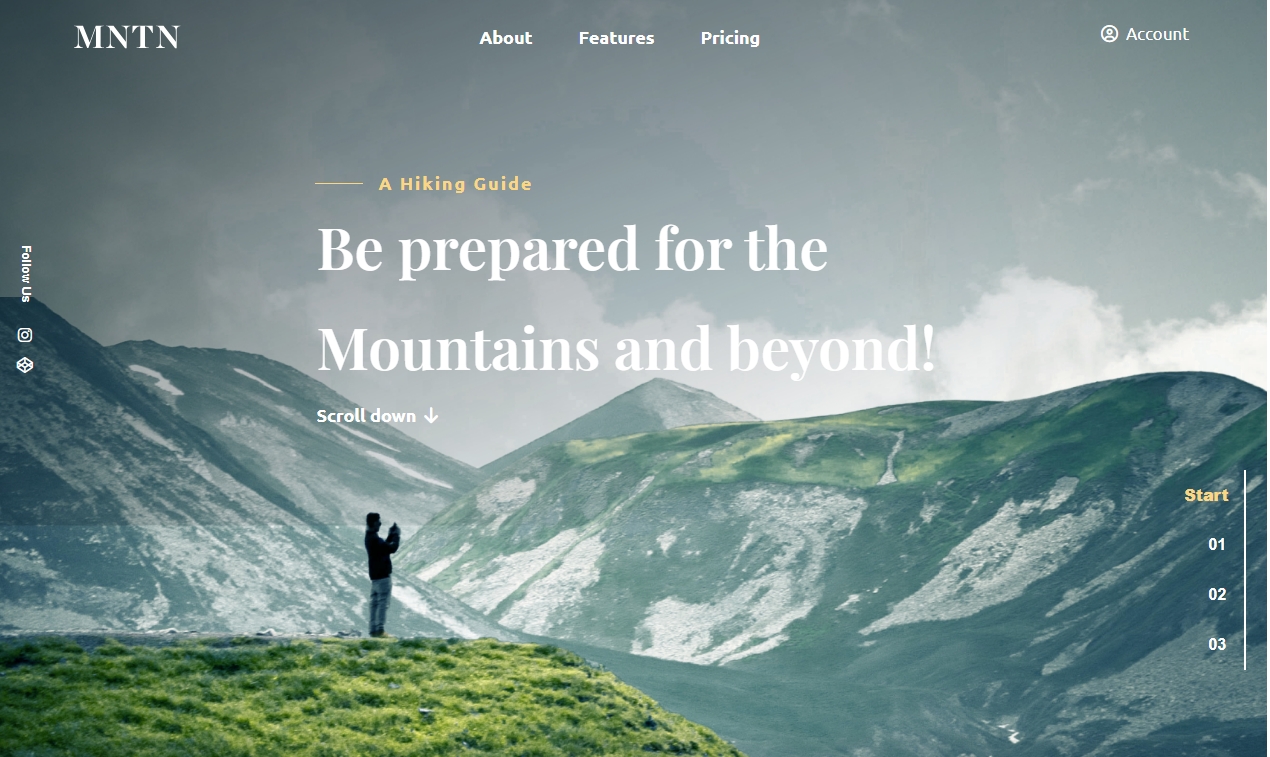 MNTN
About
Features
Pricing
Account
A Hiking Guide
Be prepared for the
Mountains and beyond!
Scroll down
Follow Us
Start
01
02
03